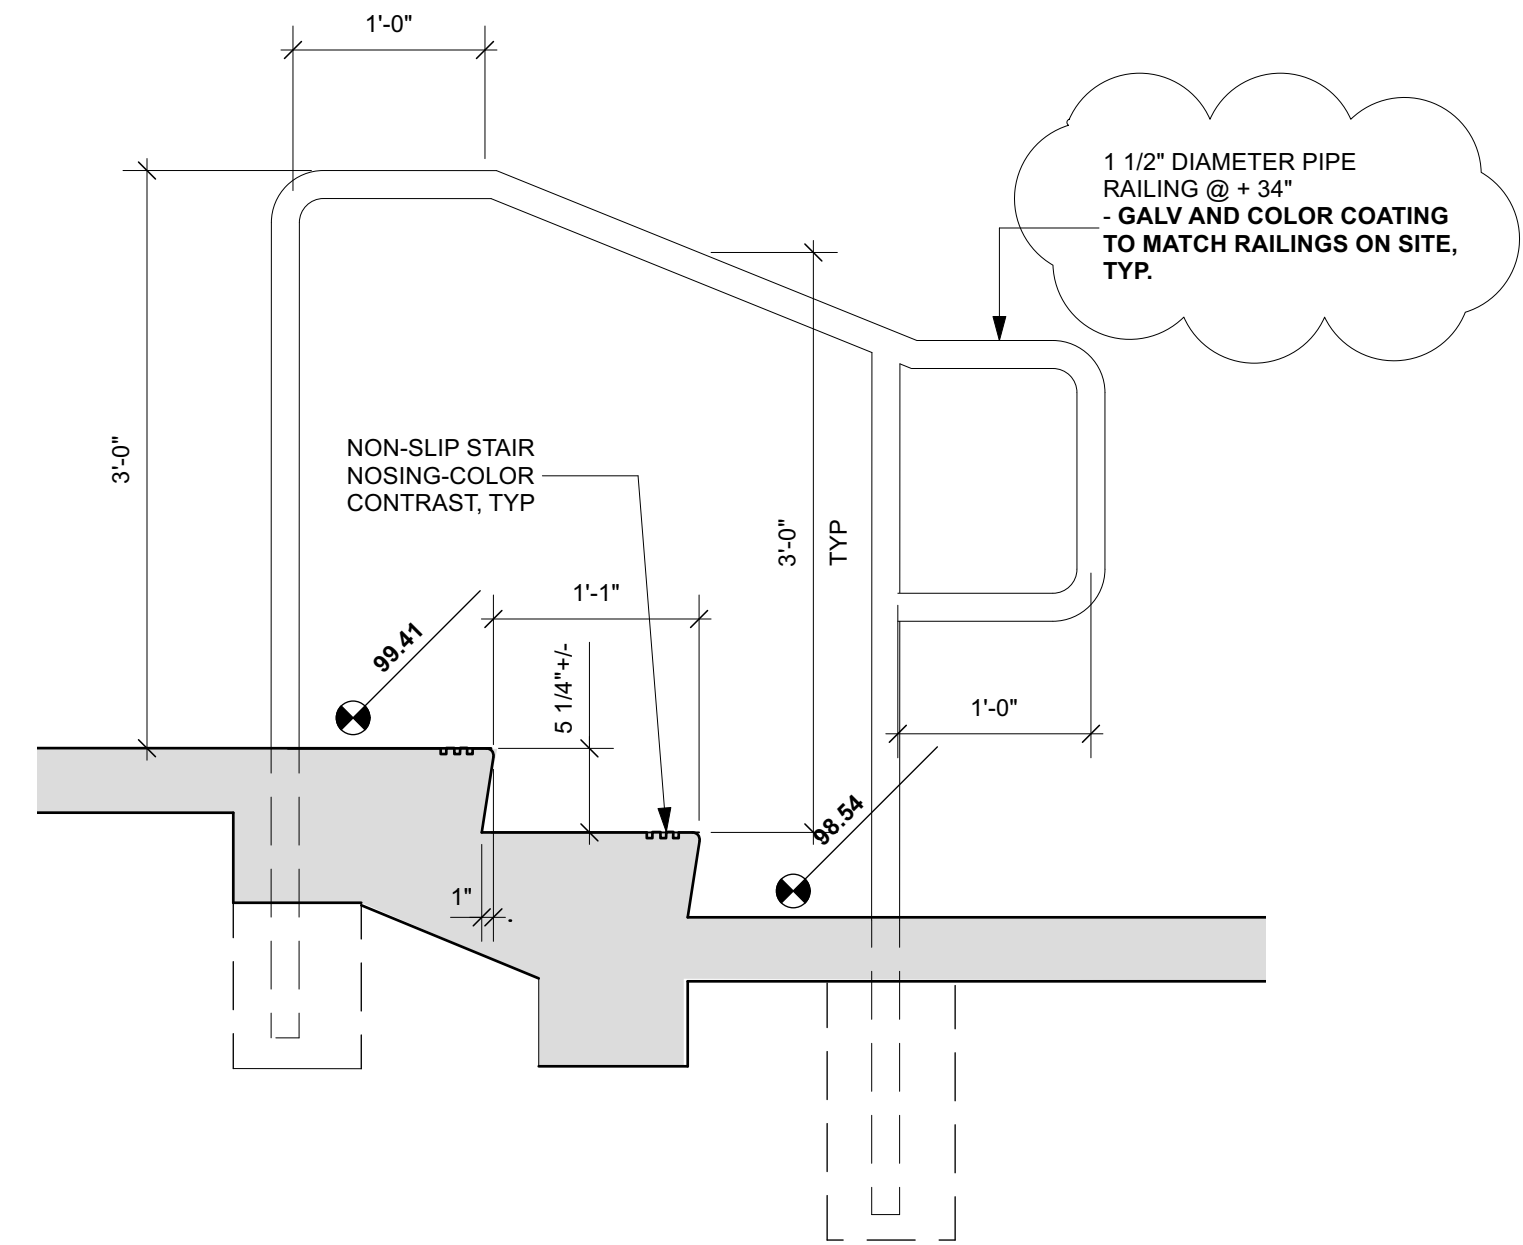 1'-0"
1 1/2" DIAMETER PIPE
RAILING @ + 34"
- GALV AND COLOR COATING
TO MATCH RAILINGS ON SITE,
TYP.
3'-0"
NON-SLIP STAIR
NOSING-COLOR
CONTRAST, TYP
3'-0"
TYP
1'-1"
99.41
5 1/4"+/-
1'-0"
98.54
1"